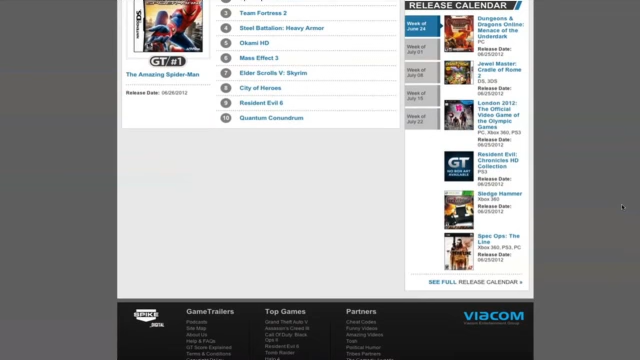 GT/#1
The Amazing Spider-Man
Release Date: 06/26/2012
3 Team Fortress 2
4 Steel Battalion: Heavy Armor
5 Okami HD
6 Mass Effect 3
7 Elder Scrolls V: Skyrim
8 City of Heroes
9 Resident Evil 6
10 Quantum Conundrum
RELEASE CALENDAR
Week of
June 24
Week of
July 01
Week of
July 08
Week of
July 15
Week of
July 22
Dungeons &
Dragons Online:
Menace of the
Underdark
PC
Release Date:
06/25/2012
Jewel Master:
Cradle of Rome
2
DS, 3DS
Release Date:
06/25/2012
London 2012:
The Official
Video Game of
the Olympic
Games
PC, Xbox 360, PS3
Release Date:
06/25/2012
GT
Resident Evil:
Chronicles HD
Collection
PS3
Release Date:
06/25/2012
Sledge Hammer
Xbox 360
Release Date:
06/25/2012
Spec Ops: The
Line
Xbox 360, PS3, PC
Release Date:
06/25/2012
SEE FULL RELEASE CALENDAR »
SPIKE
DIGITAL
GameTrailers
Podcasts
Site Map
About Us
Help & FAQs
GT Score Explained
Terms & Conditions
Top Games
Grand Theft Auto V
Assassin's Creed III
Call Of Duty: Black
Ops II
Resident Evil 6
Tomb Raider
Partners
Cheat Codes
Funny Videos
Amazing Videos
Political Humor
VIACOM